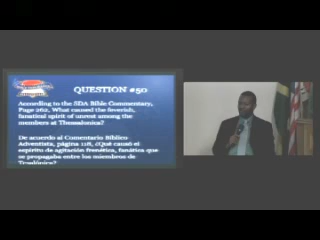 QUESTION #50
According to the SDA Bible Commentary,
Page 262, What caused the feverish,
fanatical spirit of unrest among the
members at Thessalonica?
De acuerdo al Comentario Bíblico
Adventista, página 118, ¿Qué causó el
espíritu de agitación frenética, fanática que
se propagaba entre los miembros de